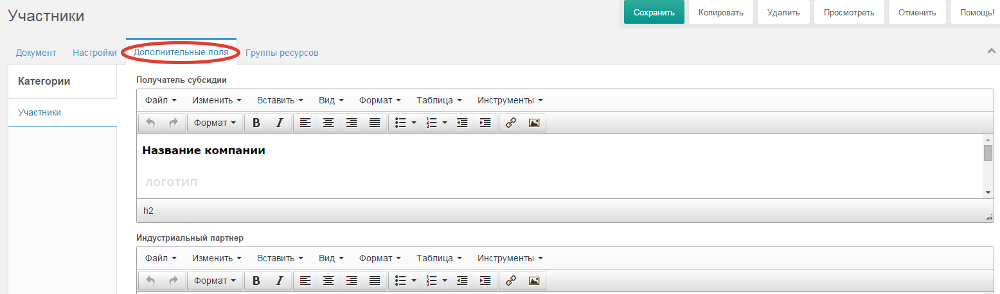 Участники
Сохранить Копировать Удалить Просмотреть Отменить Помощь!
Документ Настройки Дополнительные поля Группы ресурсов
Категории
Участники
Получатель субсидии
Файл Изменить Вставить Вид Формат Таблица Инструменты
Формат B I
Название компании
ЛОГОТИП
h2
Индустриальный партнер
Файл Изменить Вставить Вид Формат Таблица Инструменты
Формат B I